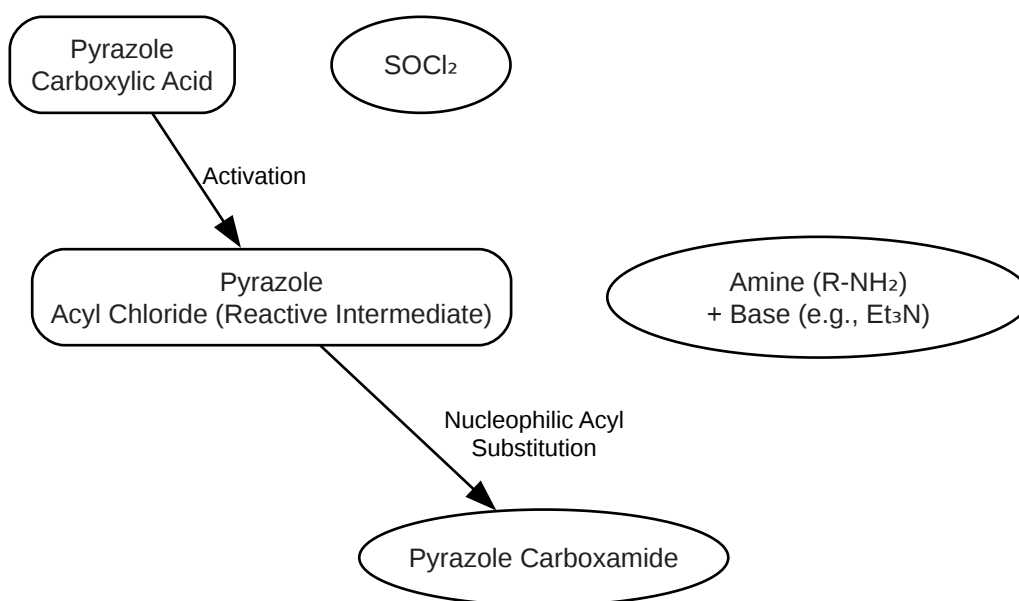 Pyrazole
Carboxylic Acid
SOCl₂
Activation
Pyrazole
Acyl Chloride (Reactive Intermediate)
Amine (R-NH₂)
+ Base (e.g., Et₃N)
Nucleophilic Acyl
Substitution
Pyrazole Carboxamide